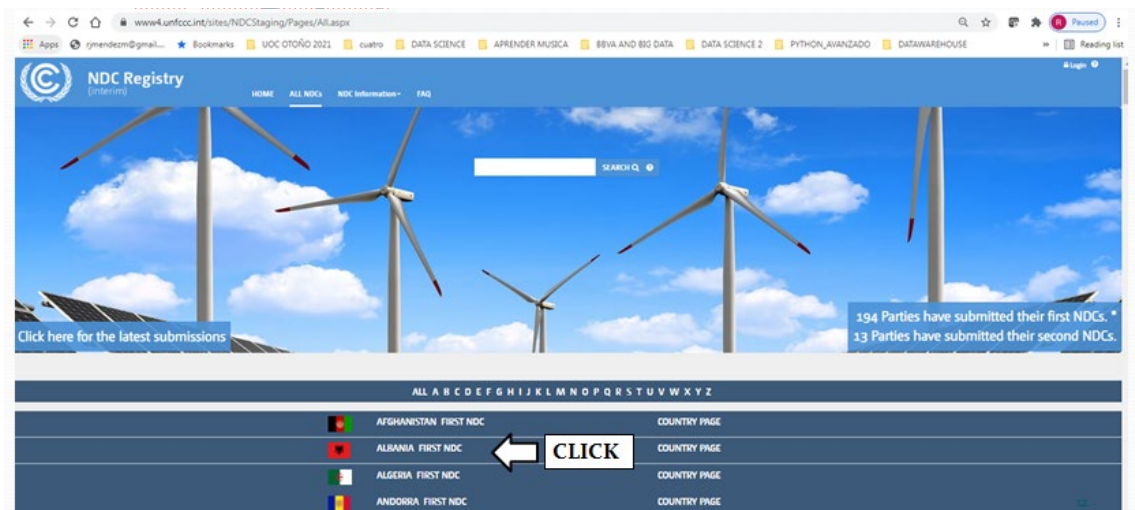 www4.unfccc.int/sites/NDCStaging/Pages/All.aspx
Paused
Apps rjmendezm@gmail.... Bookmarks UOC OTOÑO 2021 cuatro DATA SCIENCE APRENDER MUSICA BBVA AND BIG DATA DATA SCIENCE 2 PYTHON_AVANZADO DATAWAREHOUSE » Reading list
Login
NDC Registry
(interim)
HOME ALL NDCs NDC Information FAQ
SEARCH
194 Parties have submitted their first NDCs. *
Click here for the latest submissions
13 Parties have submitted their second NDCs.
ALL A B C D E F G H I J K L M N O P Q R S T U V W X Y Z
AFGHANISTAN FIRST NDC COUNTRY PAGE
ALBANIA FIRST NDC CLICK COUNTRY PAGE
ALGERIA FIRST NDC COUNTRY PAGE
ANDORRA FIRST NDC COUNTRY PAGE